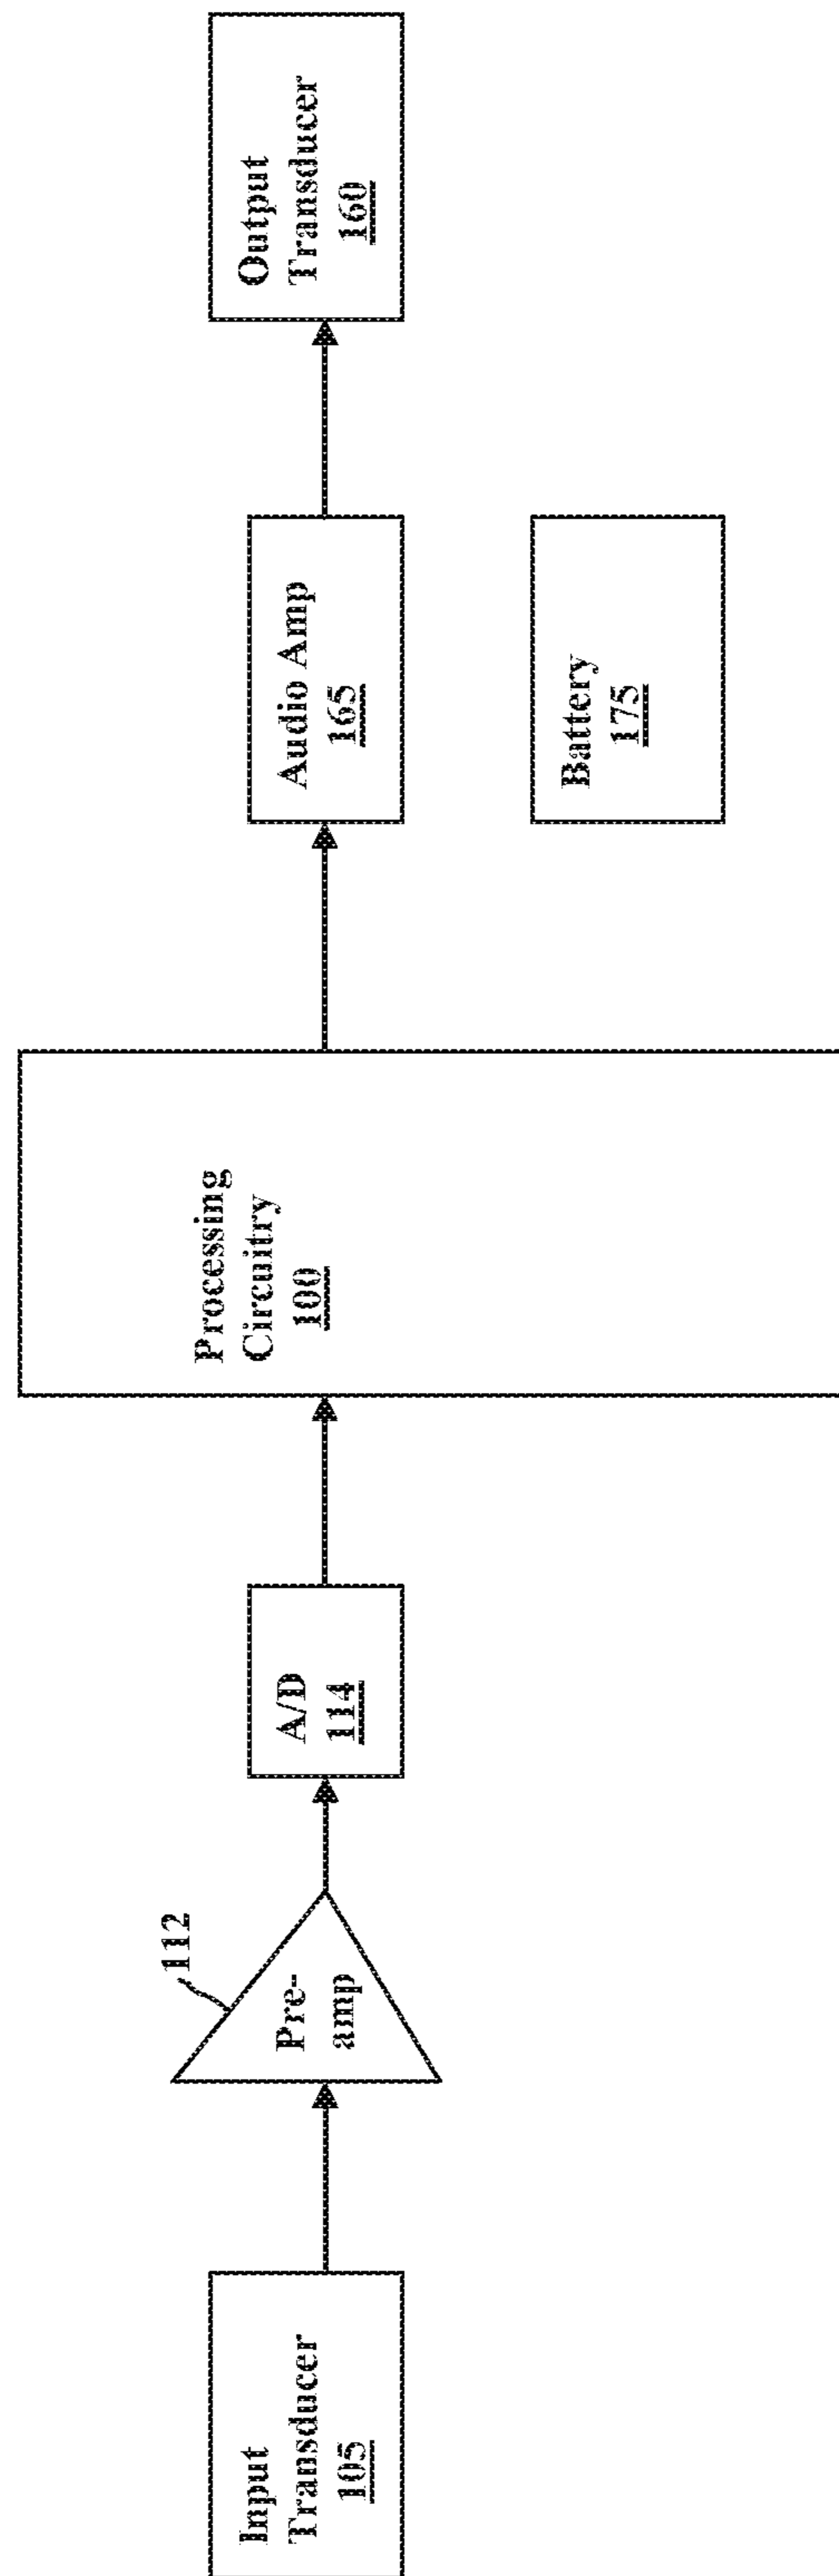 Input
Transducer
105
112
Pre-
amp
A/D
114
Processing
Circuitry
100
Audio Amp
165
Battery
175
Output
Transducer
160